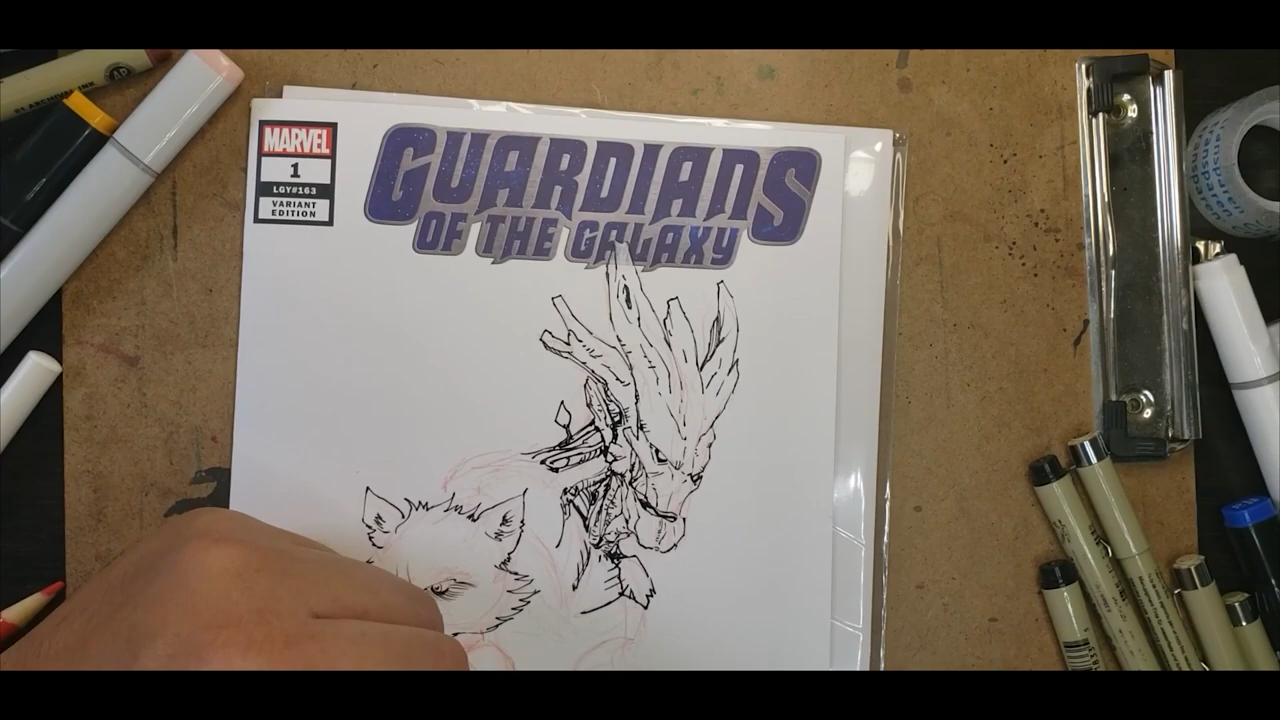 MARVEL
1
LGY#163
VARIANT
EDITION
GUARDIANS
OF THE GALAXY